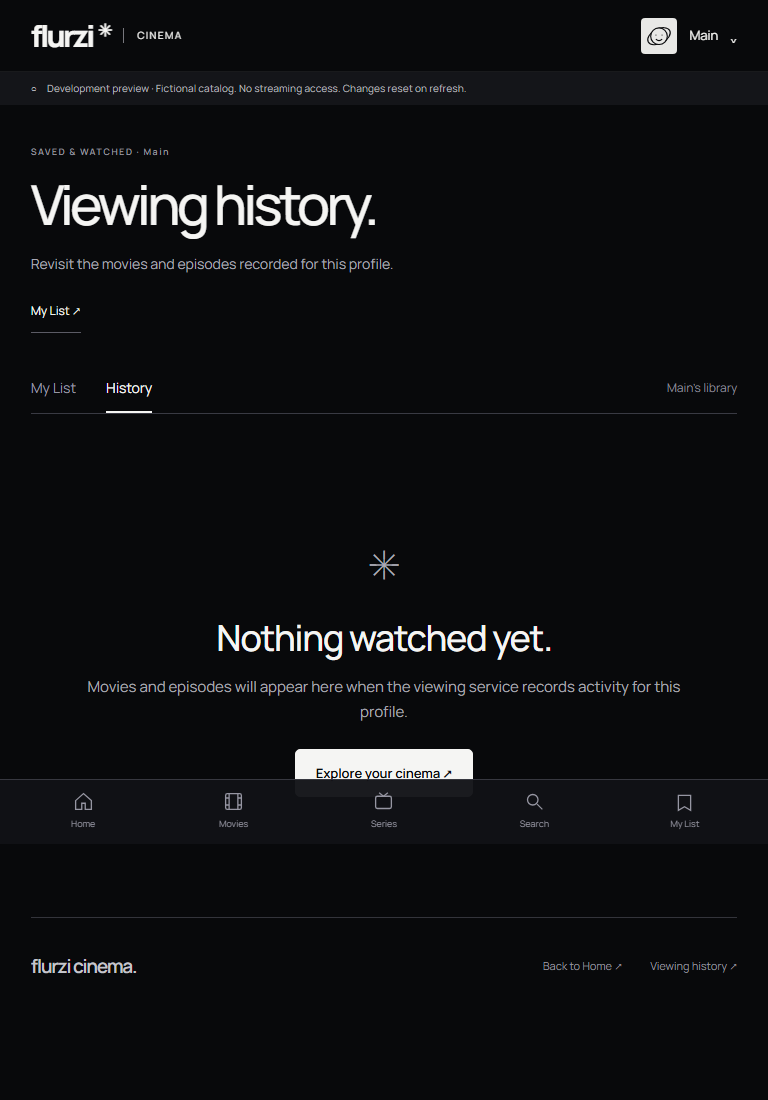 flurzi* CINEMA Main
Development preview · Fictional catalog. No streaming access. Changes reset on refresh.
SAVED & WATCHED · Main
Viewing history.
Revisit the movies and episodes recorded for this profile.
My List ↗
My List History Main's library
Nothing watched yet.
Movies and episodes will appear here when the viewing service records activity for this
profile.
Explore your cinema ↗
Home Movies Series Search My List
flurzi cinema. Back to Home ↗ Viewing history ↗